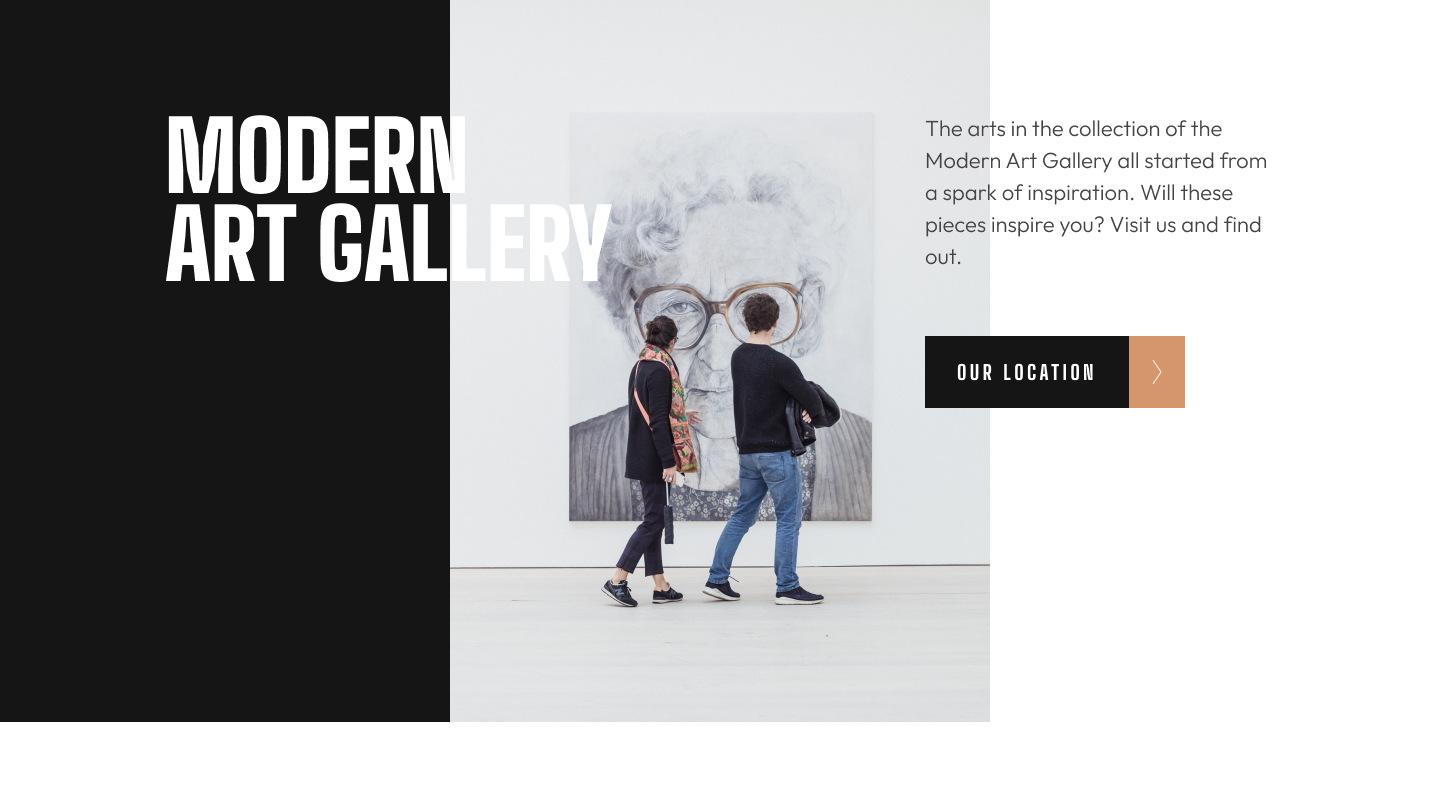 MODERN
ART GALLERY
The arts in the collection of the
Modern Art Gallery all started from
a spark of inspiration. Will these
pieces inspire you? Visit us and find
out.
OUR LOCATION